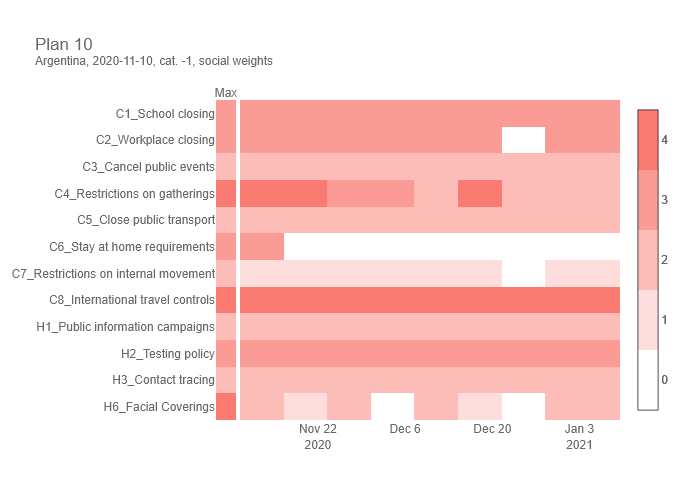 Plan 10
Argentina, 2020-11-10, cat. -1, social weights
Max
C1_School closing
C2_Workplace closing
C3_Cancel public events
C4_Restrictions on gatherings
C5_Close public transport
C6_Stay at home requirements
C7_Restrictions on internal movement
C8_International travel controls
H1_Public information campaigns
H2_Testing policy
H3_Contact tracing
H6_Facial Coverings
Nov 22
2020
Dec 6
Dec 20
Jan 3
2021
4
3
2
1
0